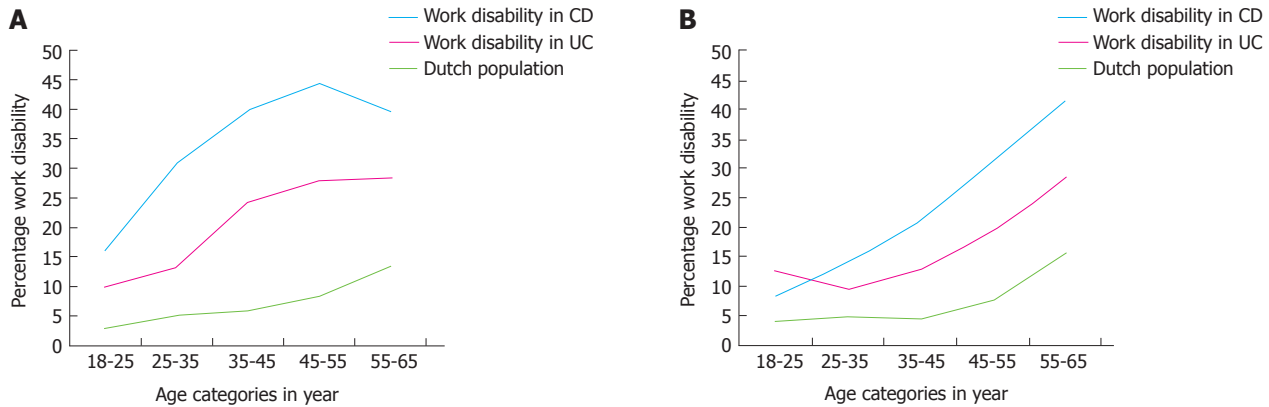 A
Work disability in CD
Work disability in UC
Dutch population
Percentage work disability
50
45
40
35
30
25
20
15
10
5
0
18-25 25-35 35-45 45-55 55-65
Age categories in year
B
Work disability in CD
Work disability in UC
Dutch population
Percentage work disability
50
45
40
35
30
25
20
15
10
5
0
18-25 25-35 35-45 45-55 55-65
Age categories in year